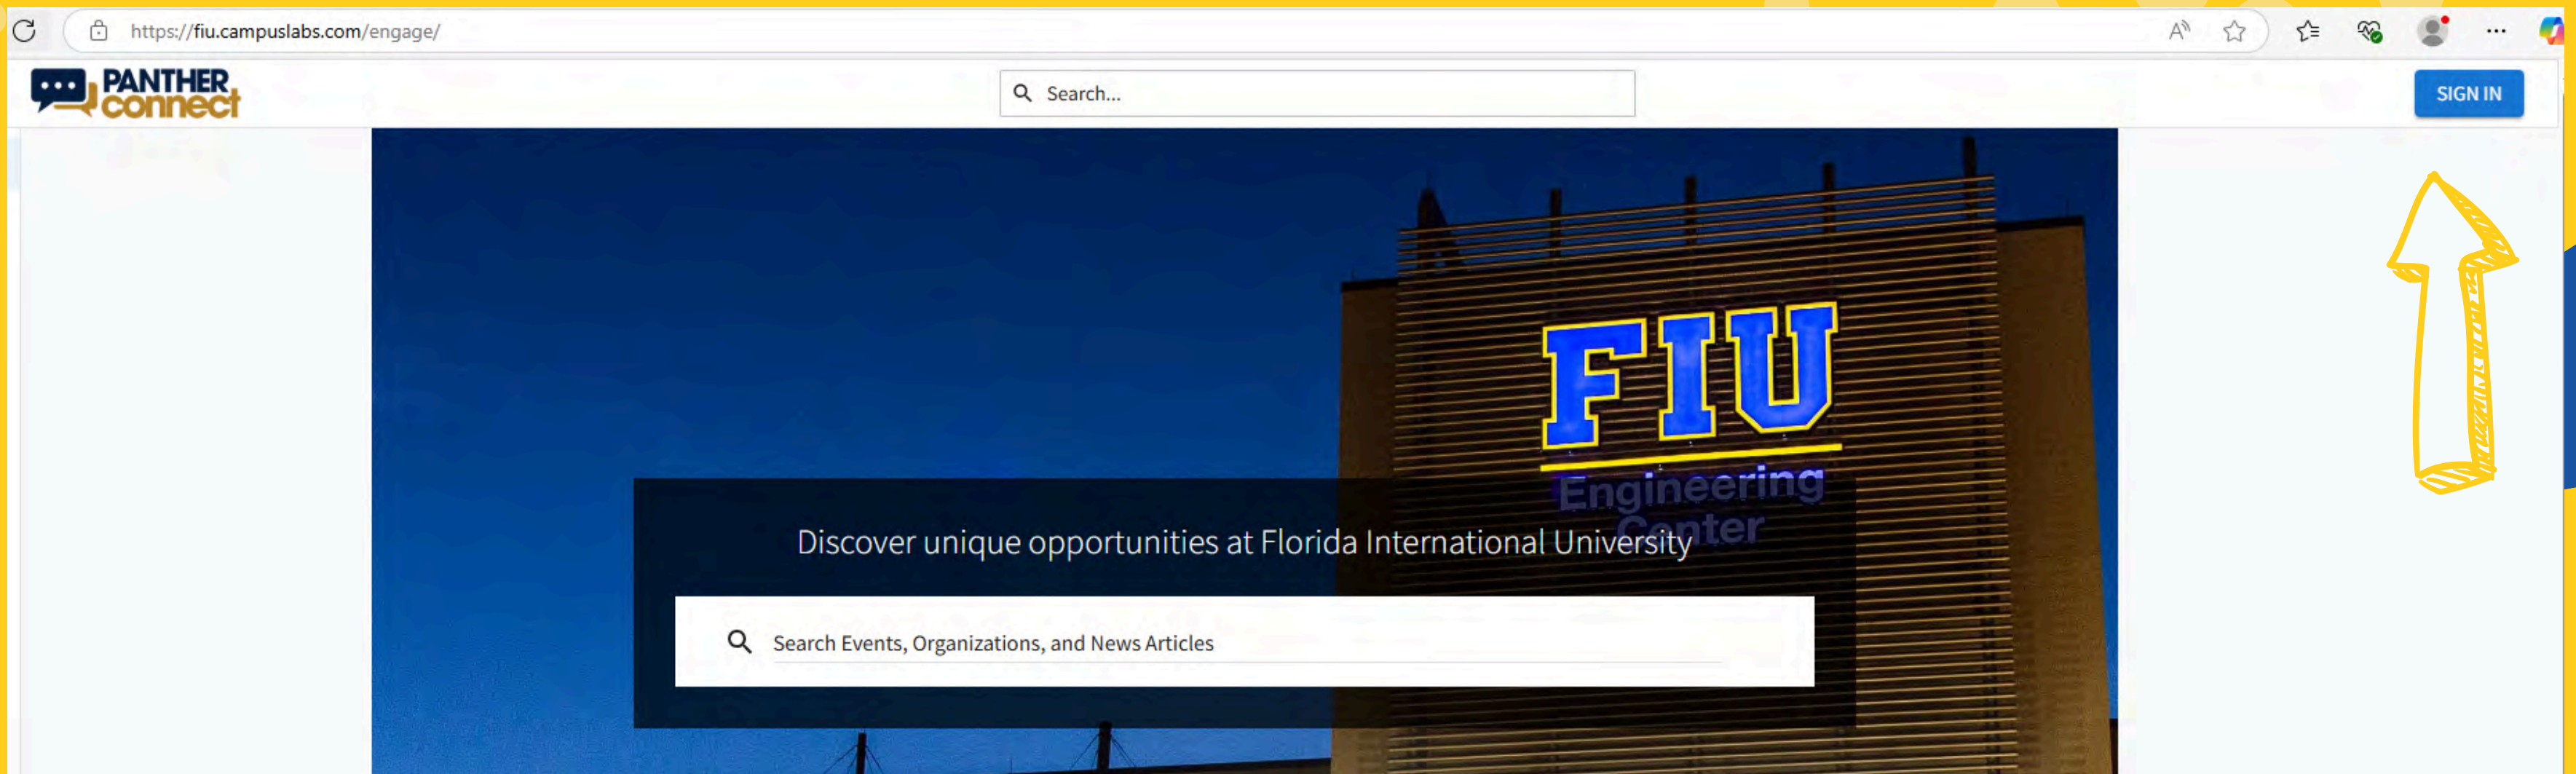 https://fiu.campuslabs.com/engage/
PANTHER
connect
Search...
SIGN IN
FIU
Engineering
Center
Discover unique opportunities at Florida International University
Search Events, Organizations, and News Articles